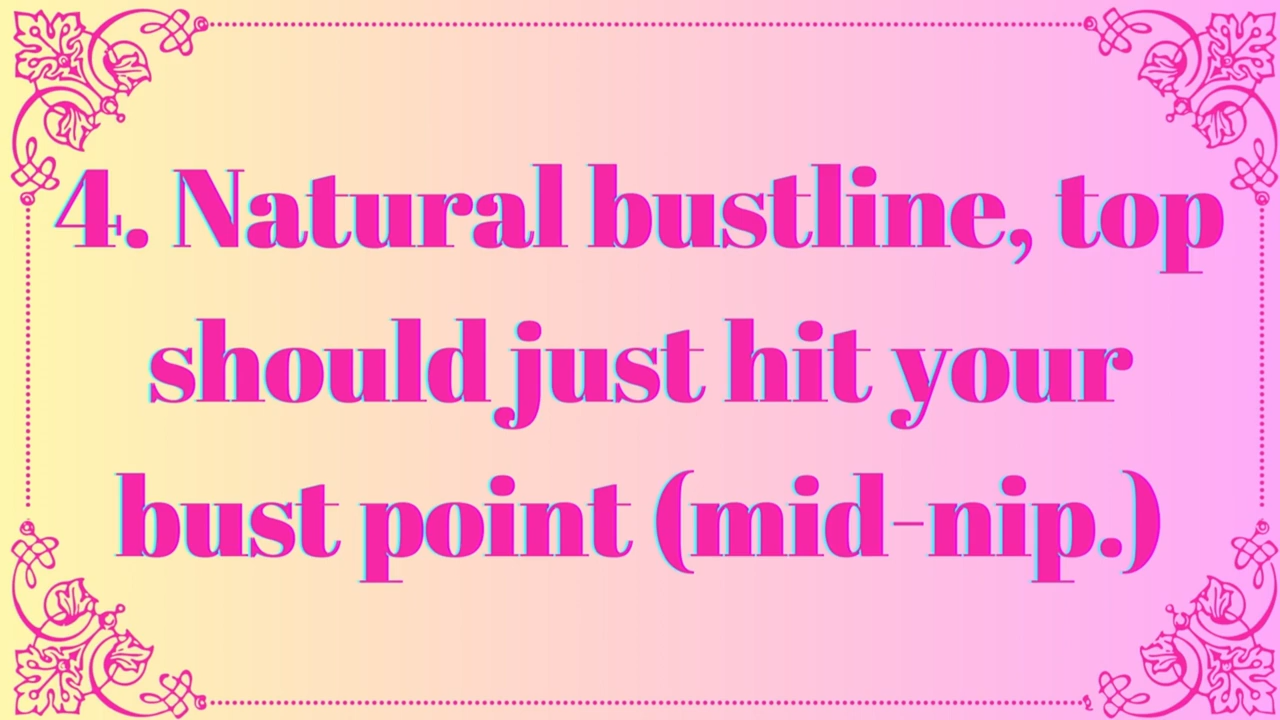 4. Natural bustline, top
should just hit your
bust point (mid-nip.)